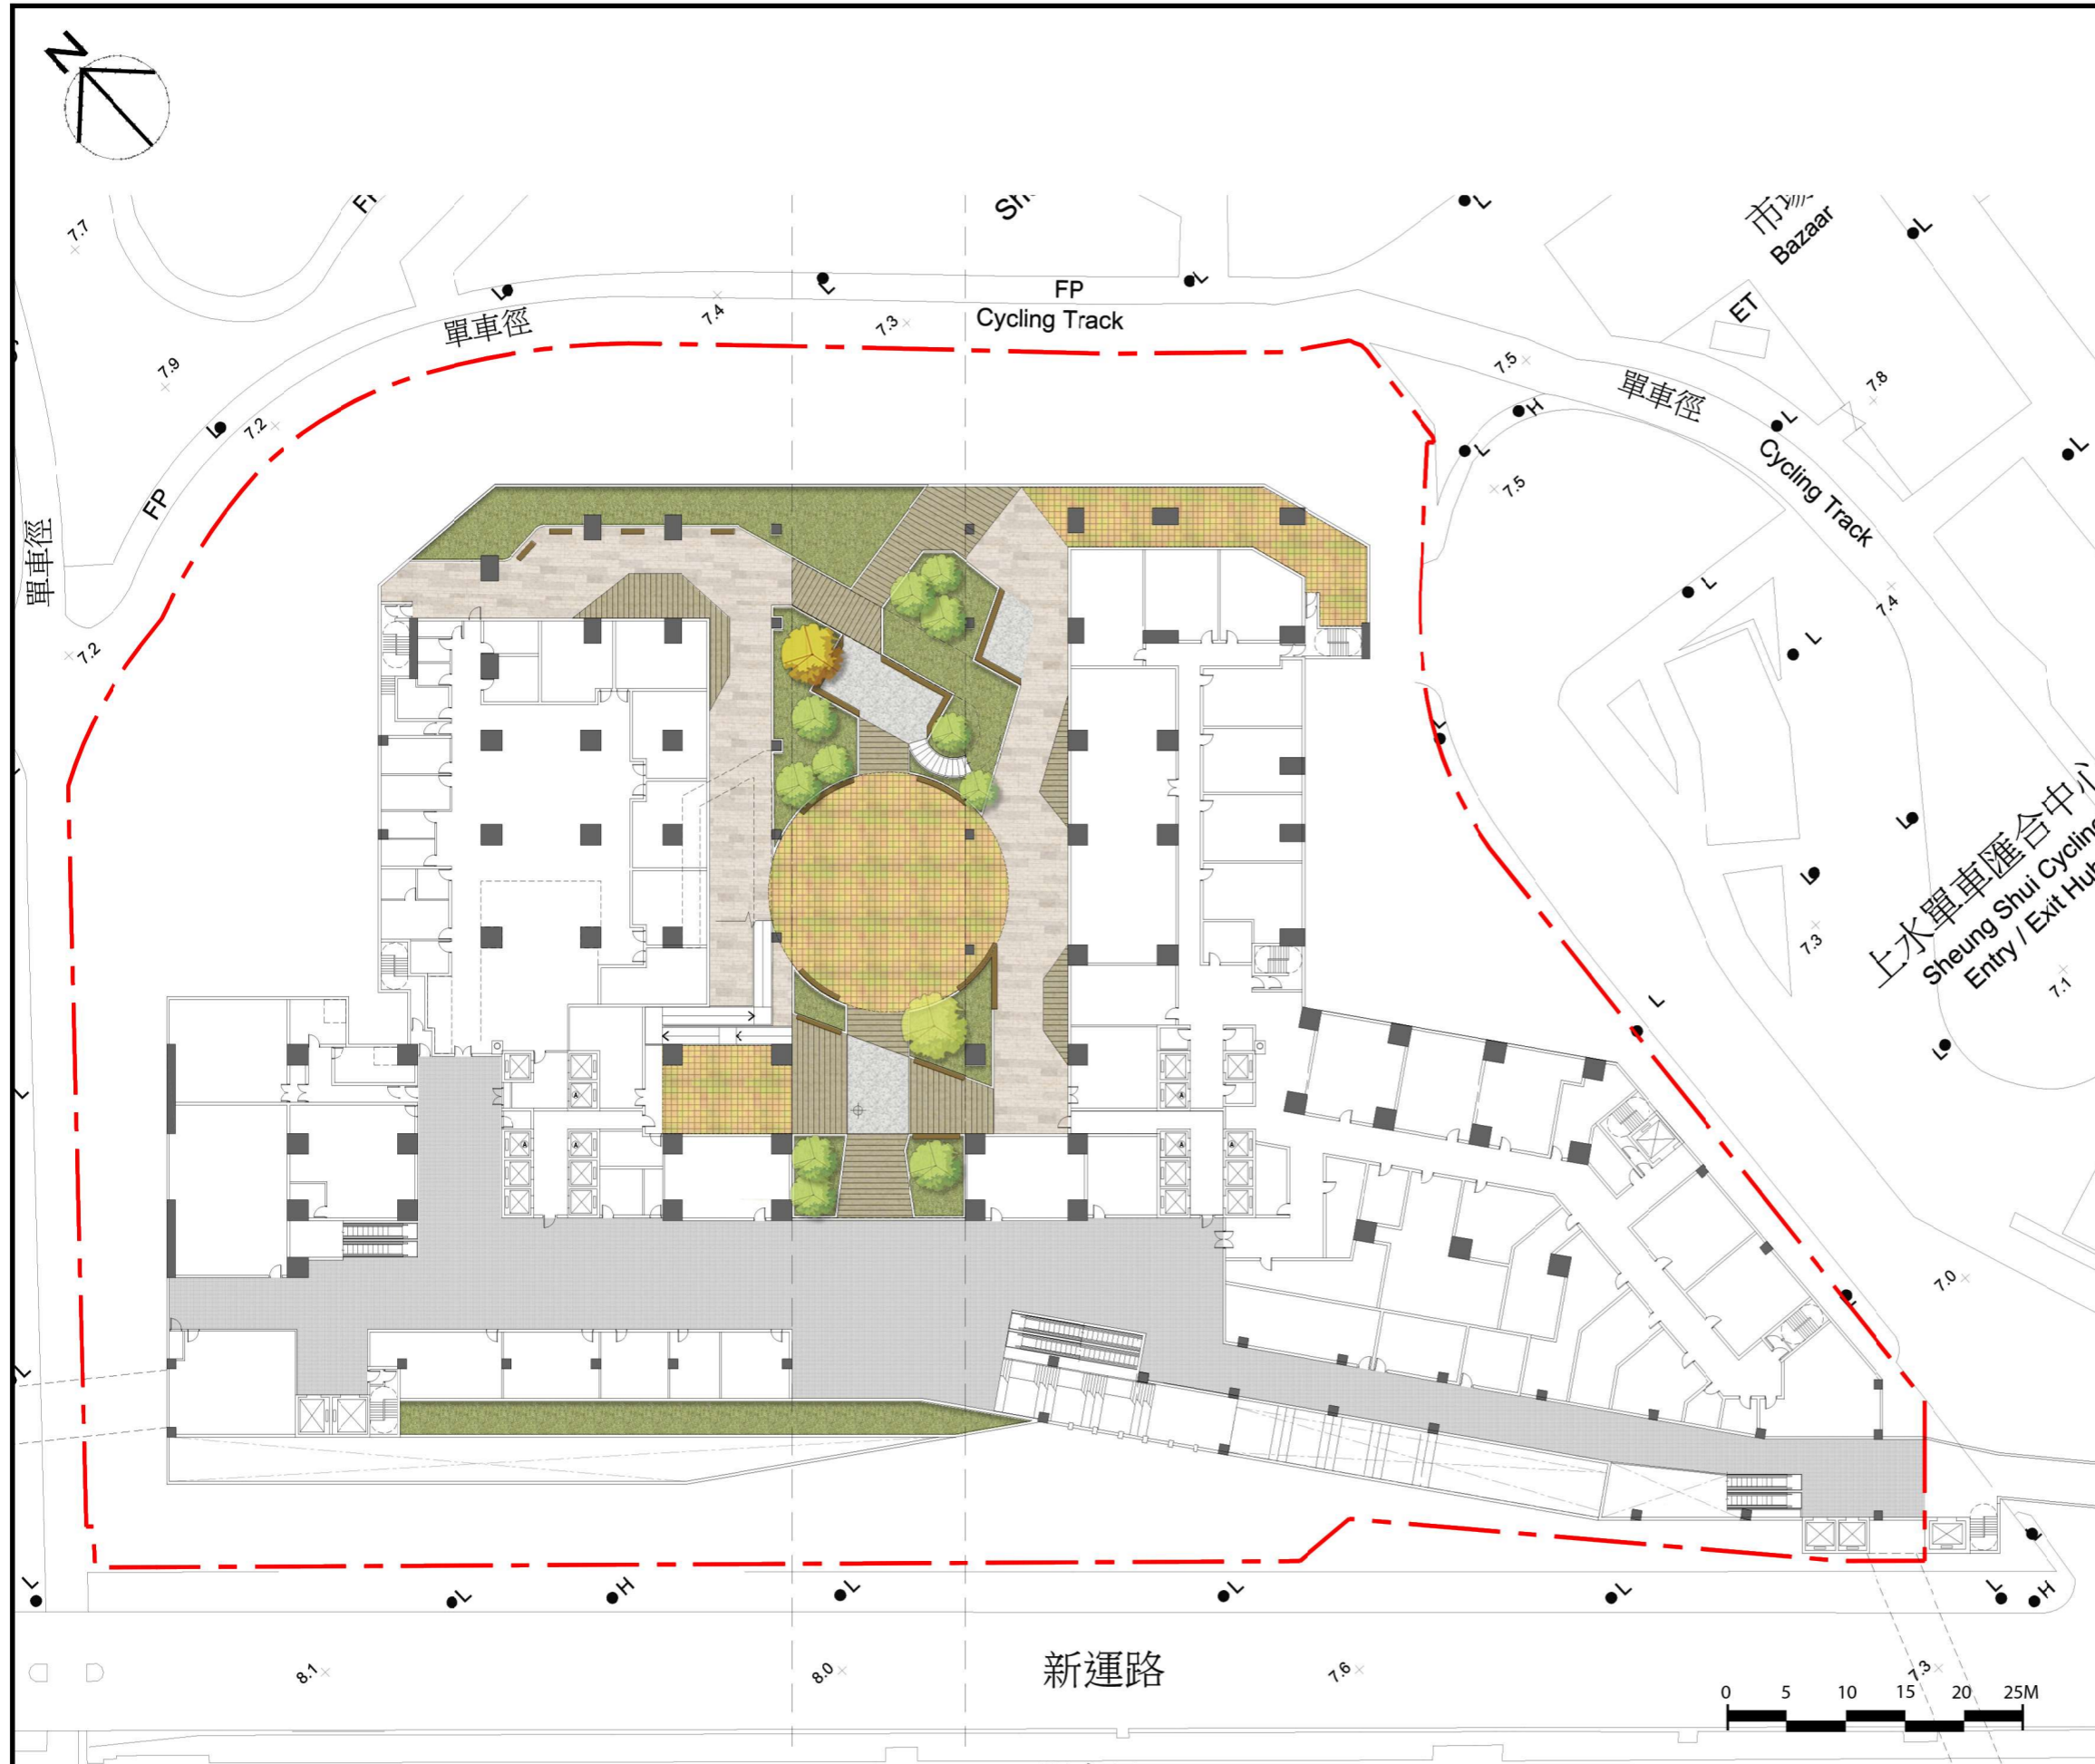 N
7.7
市
Bazaar
L
L
L
L
L
FP
Cycling Track
單車徑
7.4
7.3
ET
7.9
7.5
單車徑
7.8
L
7.2
H
L
L
L
Cycling Track
7.5
FP
單車徑
7.2
L
7.4
L
L
L
上水單車匯合中心
Sheung Shui Cycling
Entry / Exit Hub
L
7.3
7.1
L
L
L
A
A
A
A
A
A
7.0
L
L
L
L
H
L
L
L
L
H
8.1
8.0
新運路
7.6
7.3
0 5 10 15 20 25M